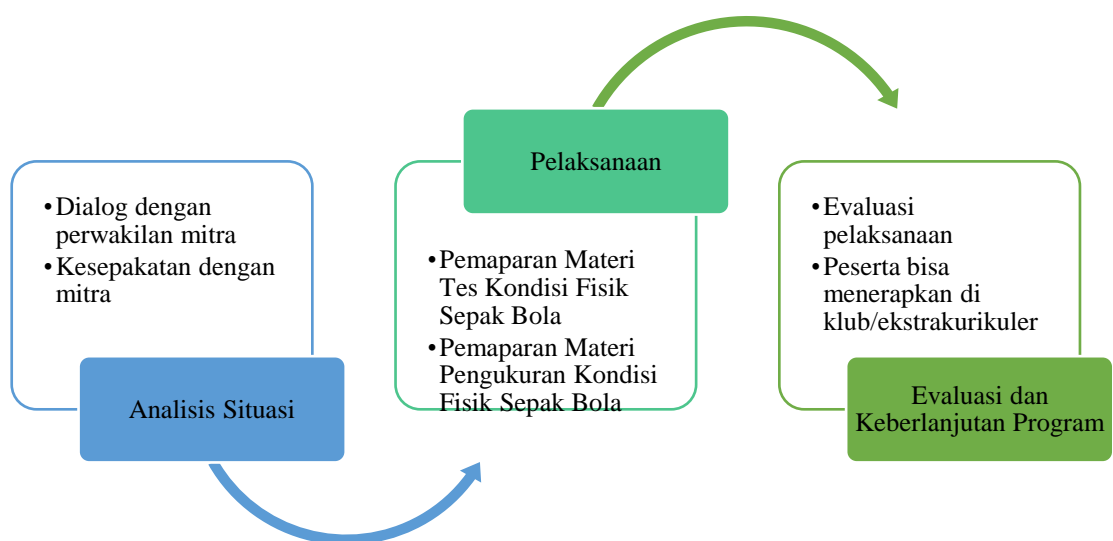 •Dialog dengan
perwakilan mitra
•Kesepakatan dengan
mitra
Analisis Situasi
Pelaksanaan
•Pemaparan Materi
Tes Kondisi Fisik
Sepak Bola
•Pemaparan Materi
Pengukuran Kondisi
Fisik Sepak Bola
•Evaluasi
pelaksanaan
•Peserta bisa
menerapkan di
klub/ekstrakurikuler
Evaluasi dan
Keberlanjutan Program